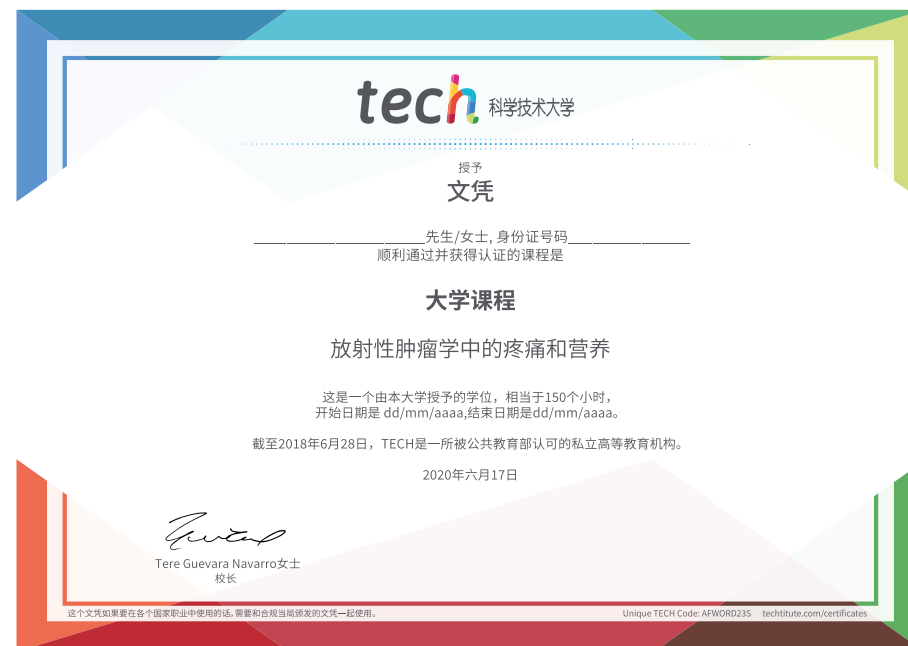 tech 科学技术大学
授予
文凭
______________________先生/女士, 身份证号码________________
顺利通过并获得认证的课程是
大学课程
放射性肿瘤学中的疼痛和营养
这是一个由本大学授予的学位，相当于150个小时，
开始日期是 dd/mm/aaaa,结束日期是dd/mm/aaaa。
截至2018年6月28日，TECH是一所被公共教育部认可的私立高等教育机构。
2020年六月17日
Tere Guevara Navarro女士
校长
这个文凭如果要在各个国家职业中使用的话,需要和合规当局颁发的文凭一起使用。
Unique TECH Code: AFWORD23S techtitute.com/certificates